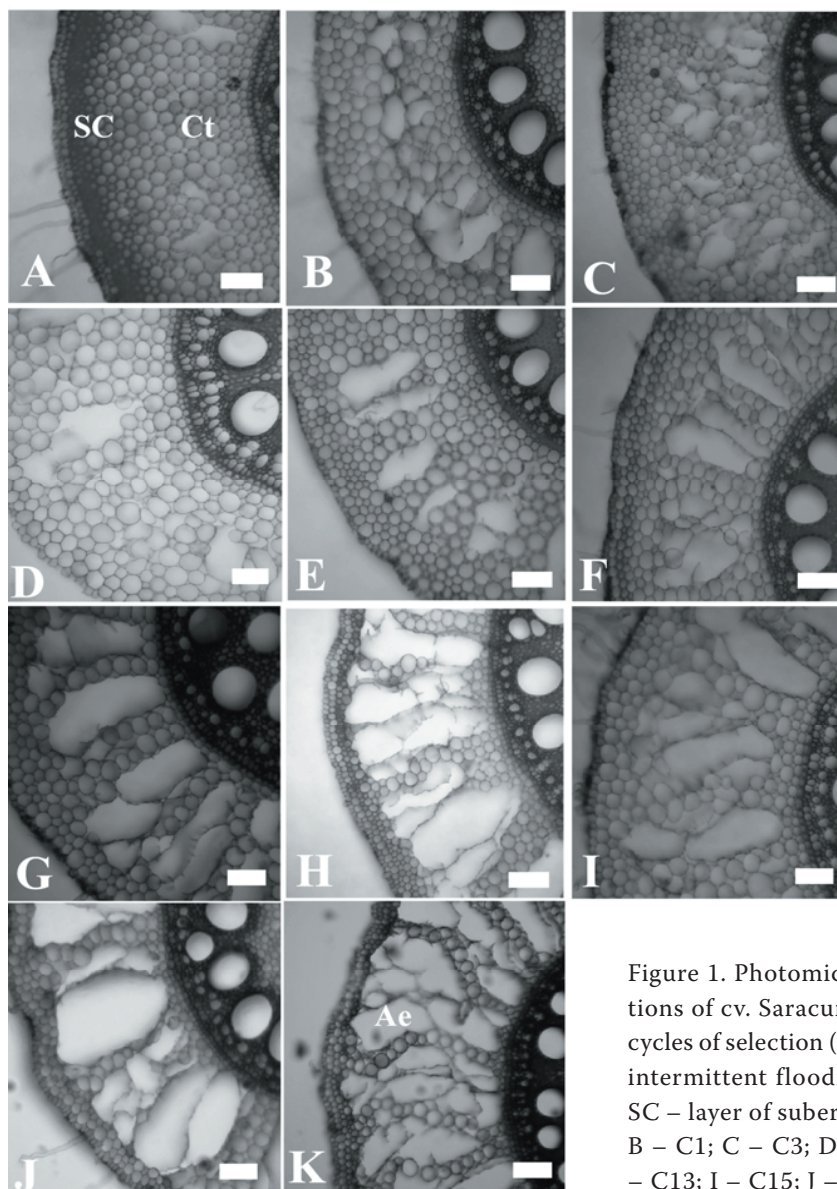 SC
Ct
A
B
C
D
E
F
G
H
I
J
Ae
K
Figure 1. Photomic
tions of cv. Saracu
cycles of selection (
intermittent flood
SC – layer of suber
B – C1; C – C3; D
– C13; I – C15; J –